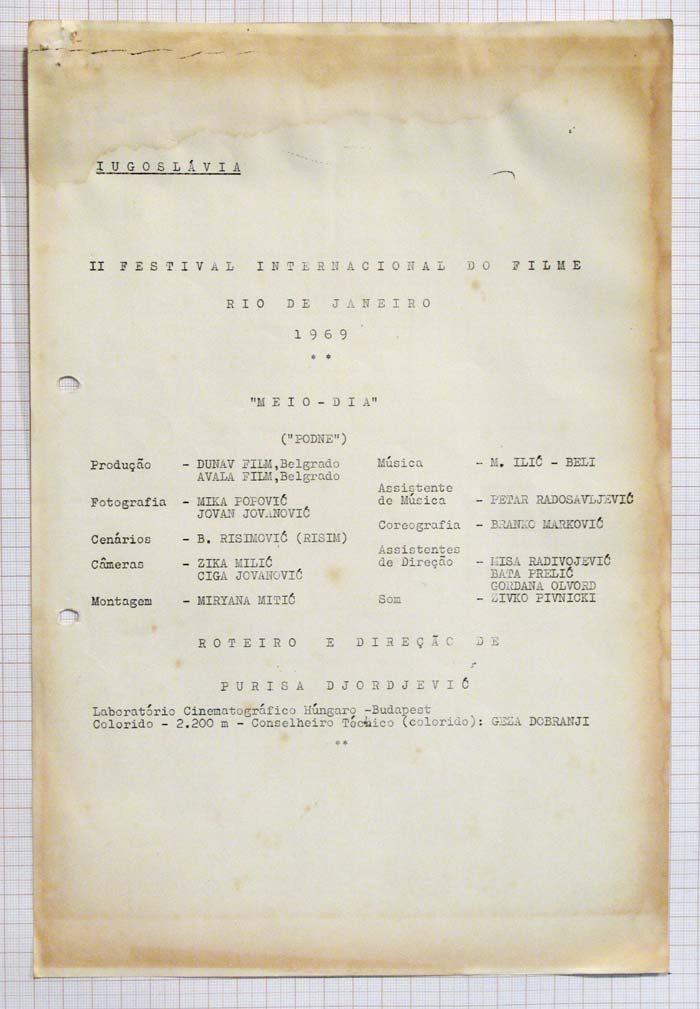 IUGOSLÁVIA
II FESTIVAL INTERNACIONAL DO FILME
RIO DE JANEIRO
1969
**
"MEIO-DIA"
("PODNE")
Produção - DUNAV FILM,Belgrado
AVALA FILM,Belgrado
Fotografia - MIKA POPOVIĆ
JOVAN JOVANOVIĆ
Cenários - B. RISIMOVIĆ (RISIM)
Câmeras - ZIKA MILIĆ
CIGA JOVANOVIĆ
Montagem - MIRYANA MITIĆ
Música - M. ILIĆ - BELI
Assistente
de Música - PETAR RADOSAVLJEVIĆ
Coreografia - BRANKO MARKOVIĆ
Assistentes
de Direção - MISA RADIVOJEVIĆ
BATA PRELIĆ
GORDANA OLVORD
Som - ZIVKO PIVNICKI
ROTEIRO E DIREÇÃO DE
PURISA DJORDJEVIĆ
Laboratório Cinematográfico Húngaro -Budapest
Colorido - 2.200 m - Conselheiro Técnico (colorido): GEZA DOBRANJI
**